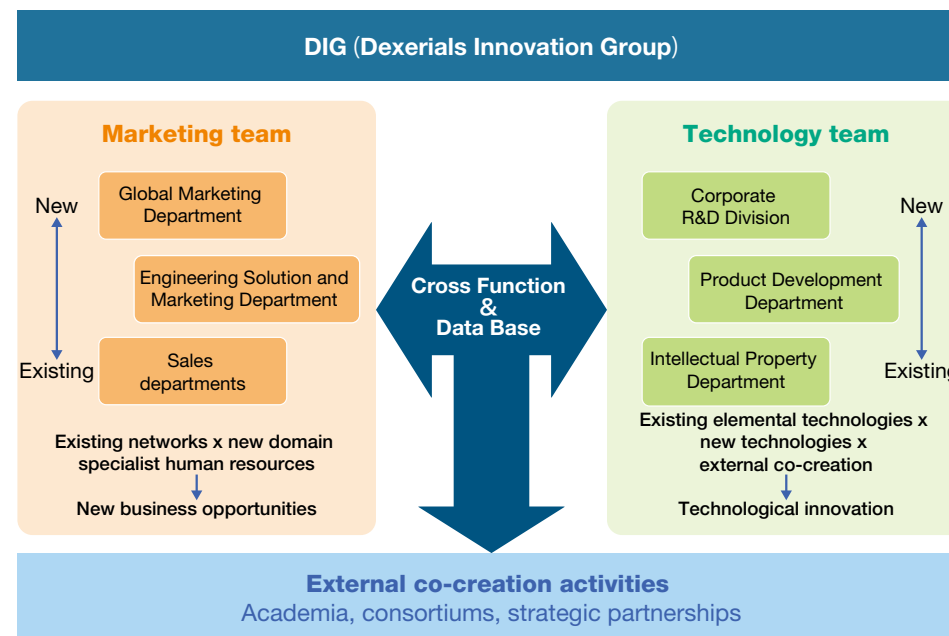 DIG (Dexerials Innovation Group)
Marketing team
New
Global Marketing
Department
Engineering Solution and
Marketing Department
Existing
Sales
departments
Existing networks x new domain
specialist human resources
New business opportunities
Cross Function
&
Data Base
Technology team
Corporate
R&D Division
New
Product Development
Department
Intellectual Property
Department
Existing
Existing elemental technologies x
new technologies x
external co-creation
Technological innovation
External co-creation activities
Academia, consortiums, strategic partnerships